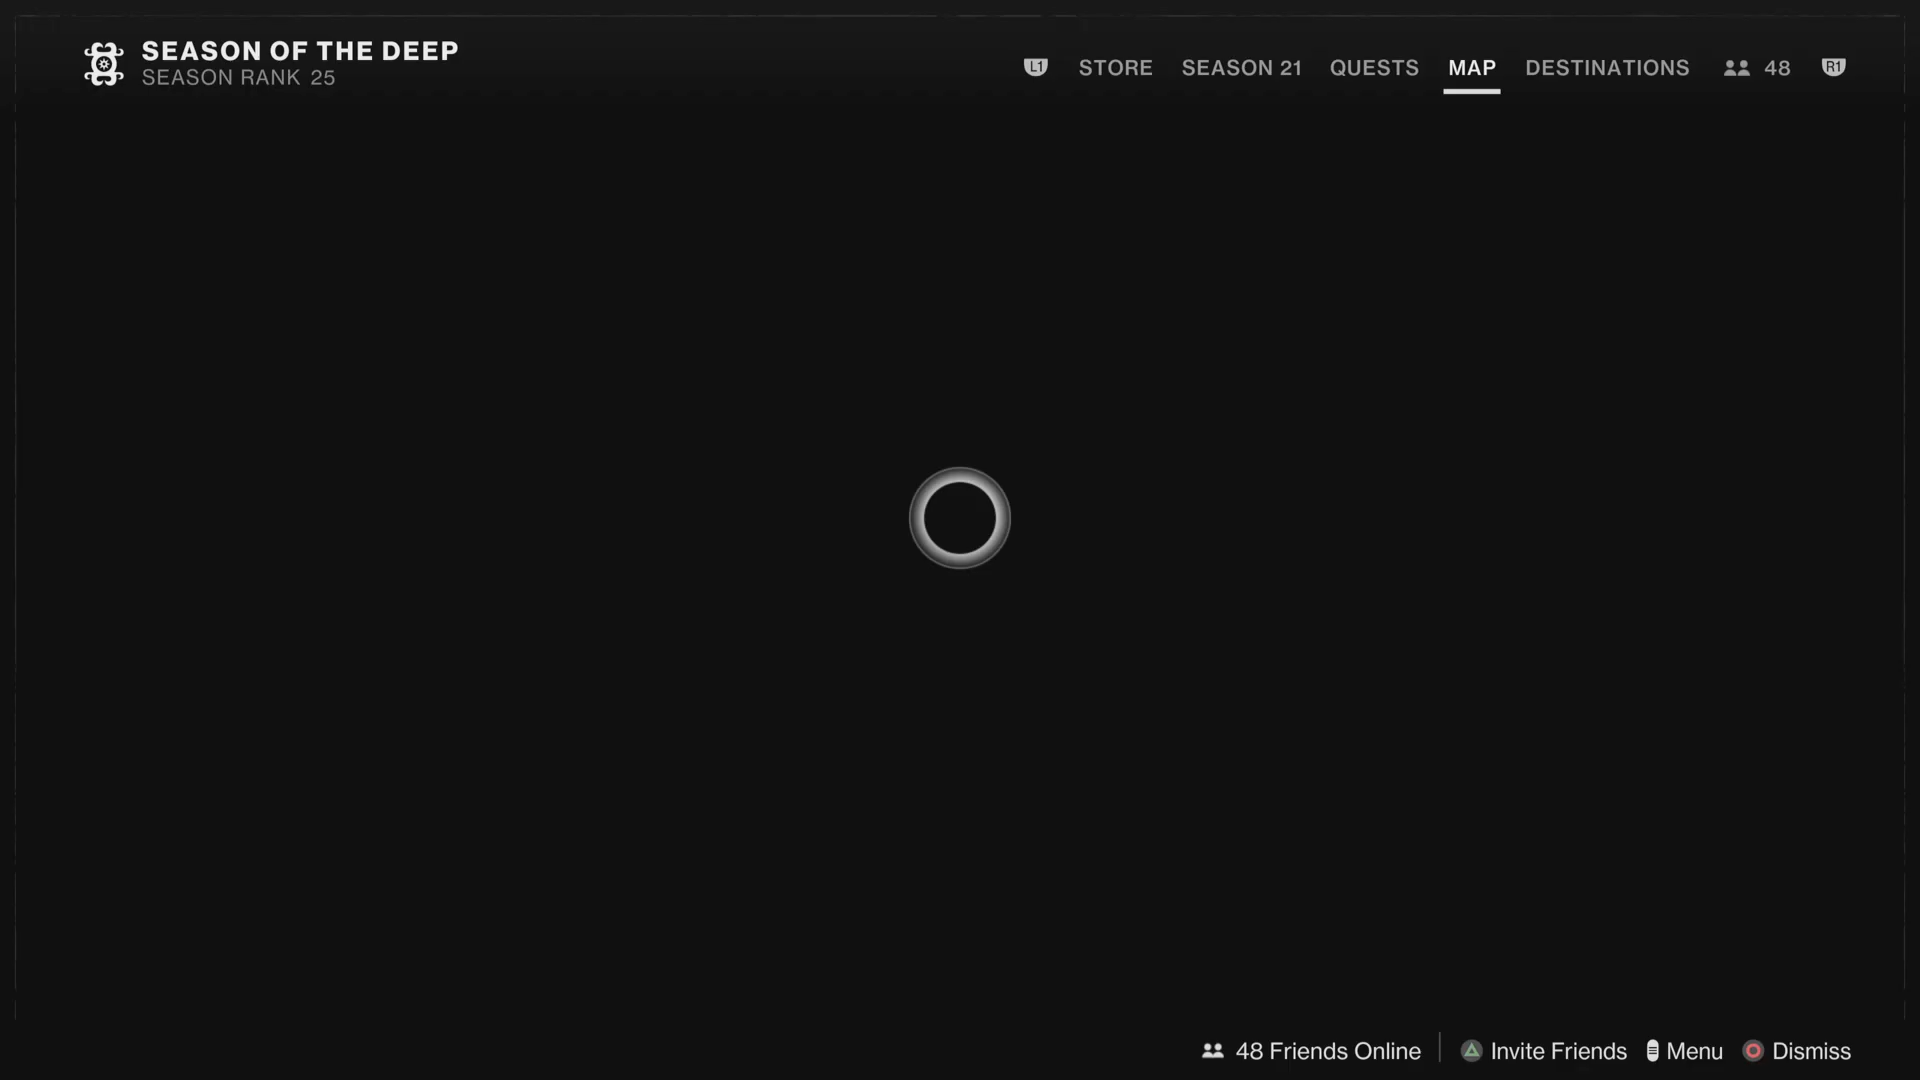 SEASON OF THE DEEP
SEASON RANK 25
L1 STORE SEASON 21 QUESTS MAP DESTINATIONS 48 R1
48 Friends Online Invite Friends Menu Dismiss